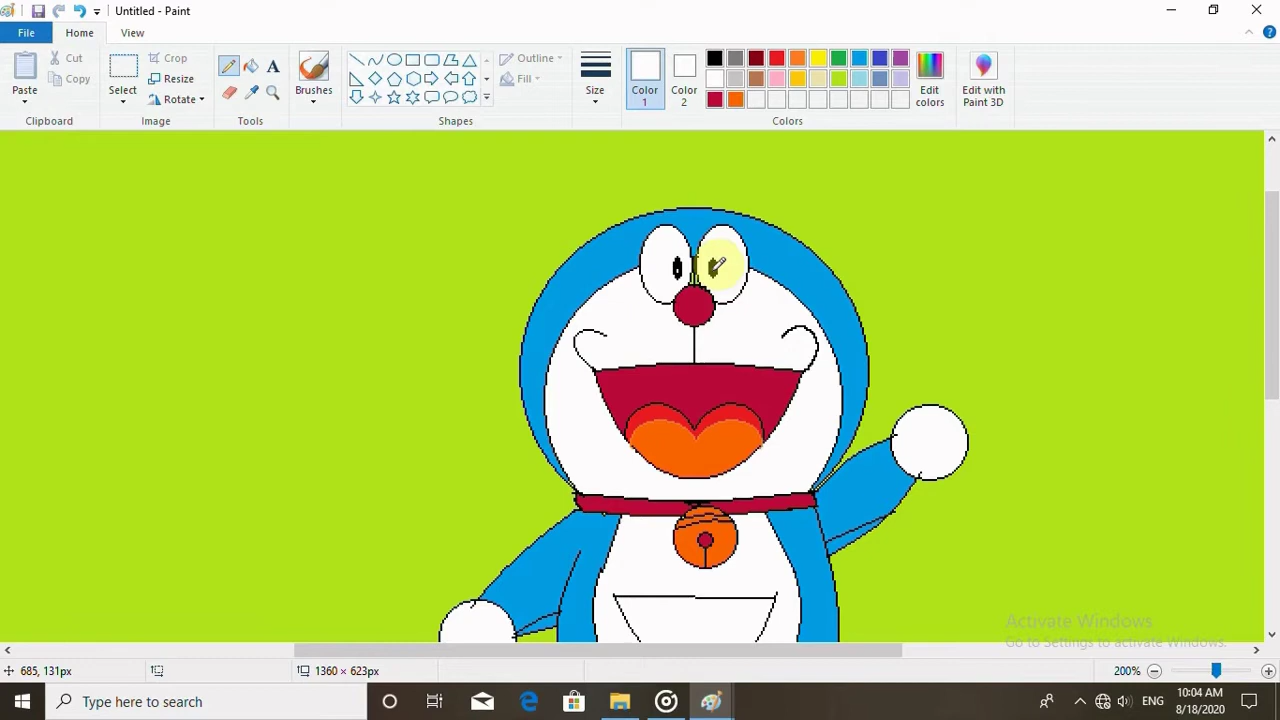 Untitled - Paint
File
Home
View
Paste
Cut
Copy
Clipboard
Select
Crop
Resize
Rotate
Image
A
Tools
Brushes
Outline
Fill
Shapes
Size
Color
1
Color
2
Edit
colors
Edit with
Paint 3D
Colors
Activate Windows
Go to Settings to activate Windows.
685, 131px
1360 × 623px
200%
Type here to search
ENG
10:04 AM
8/18/2020